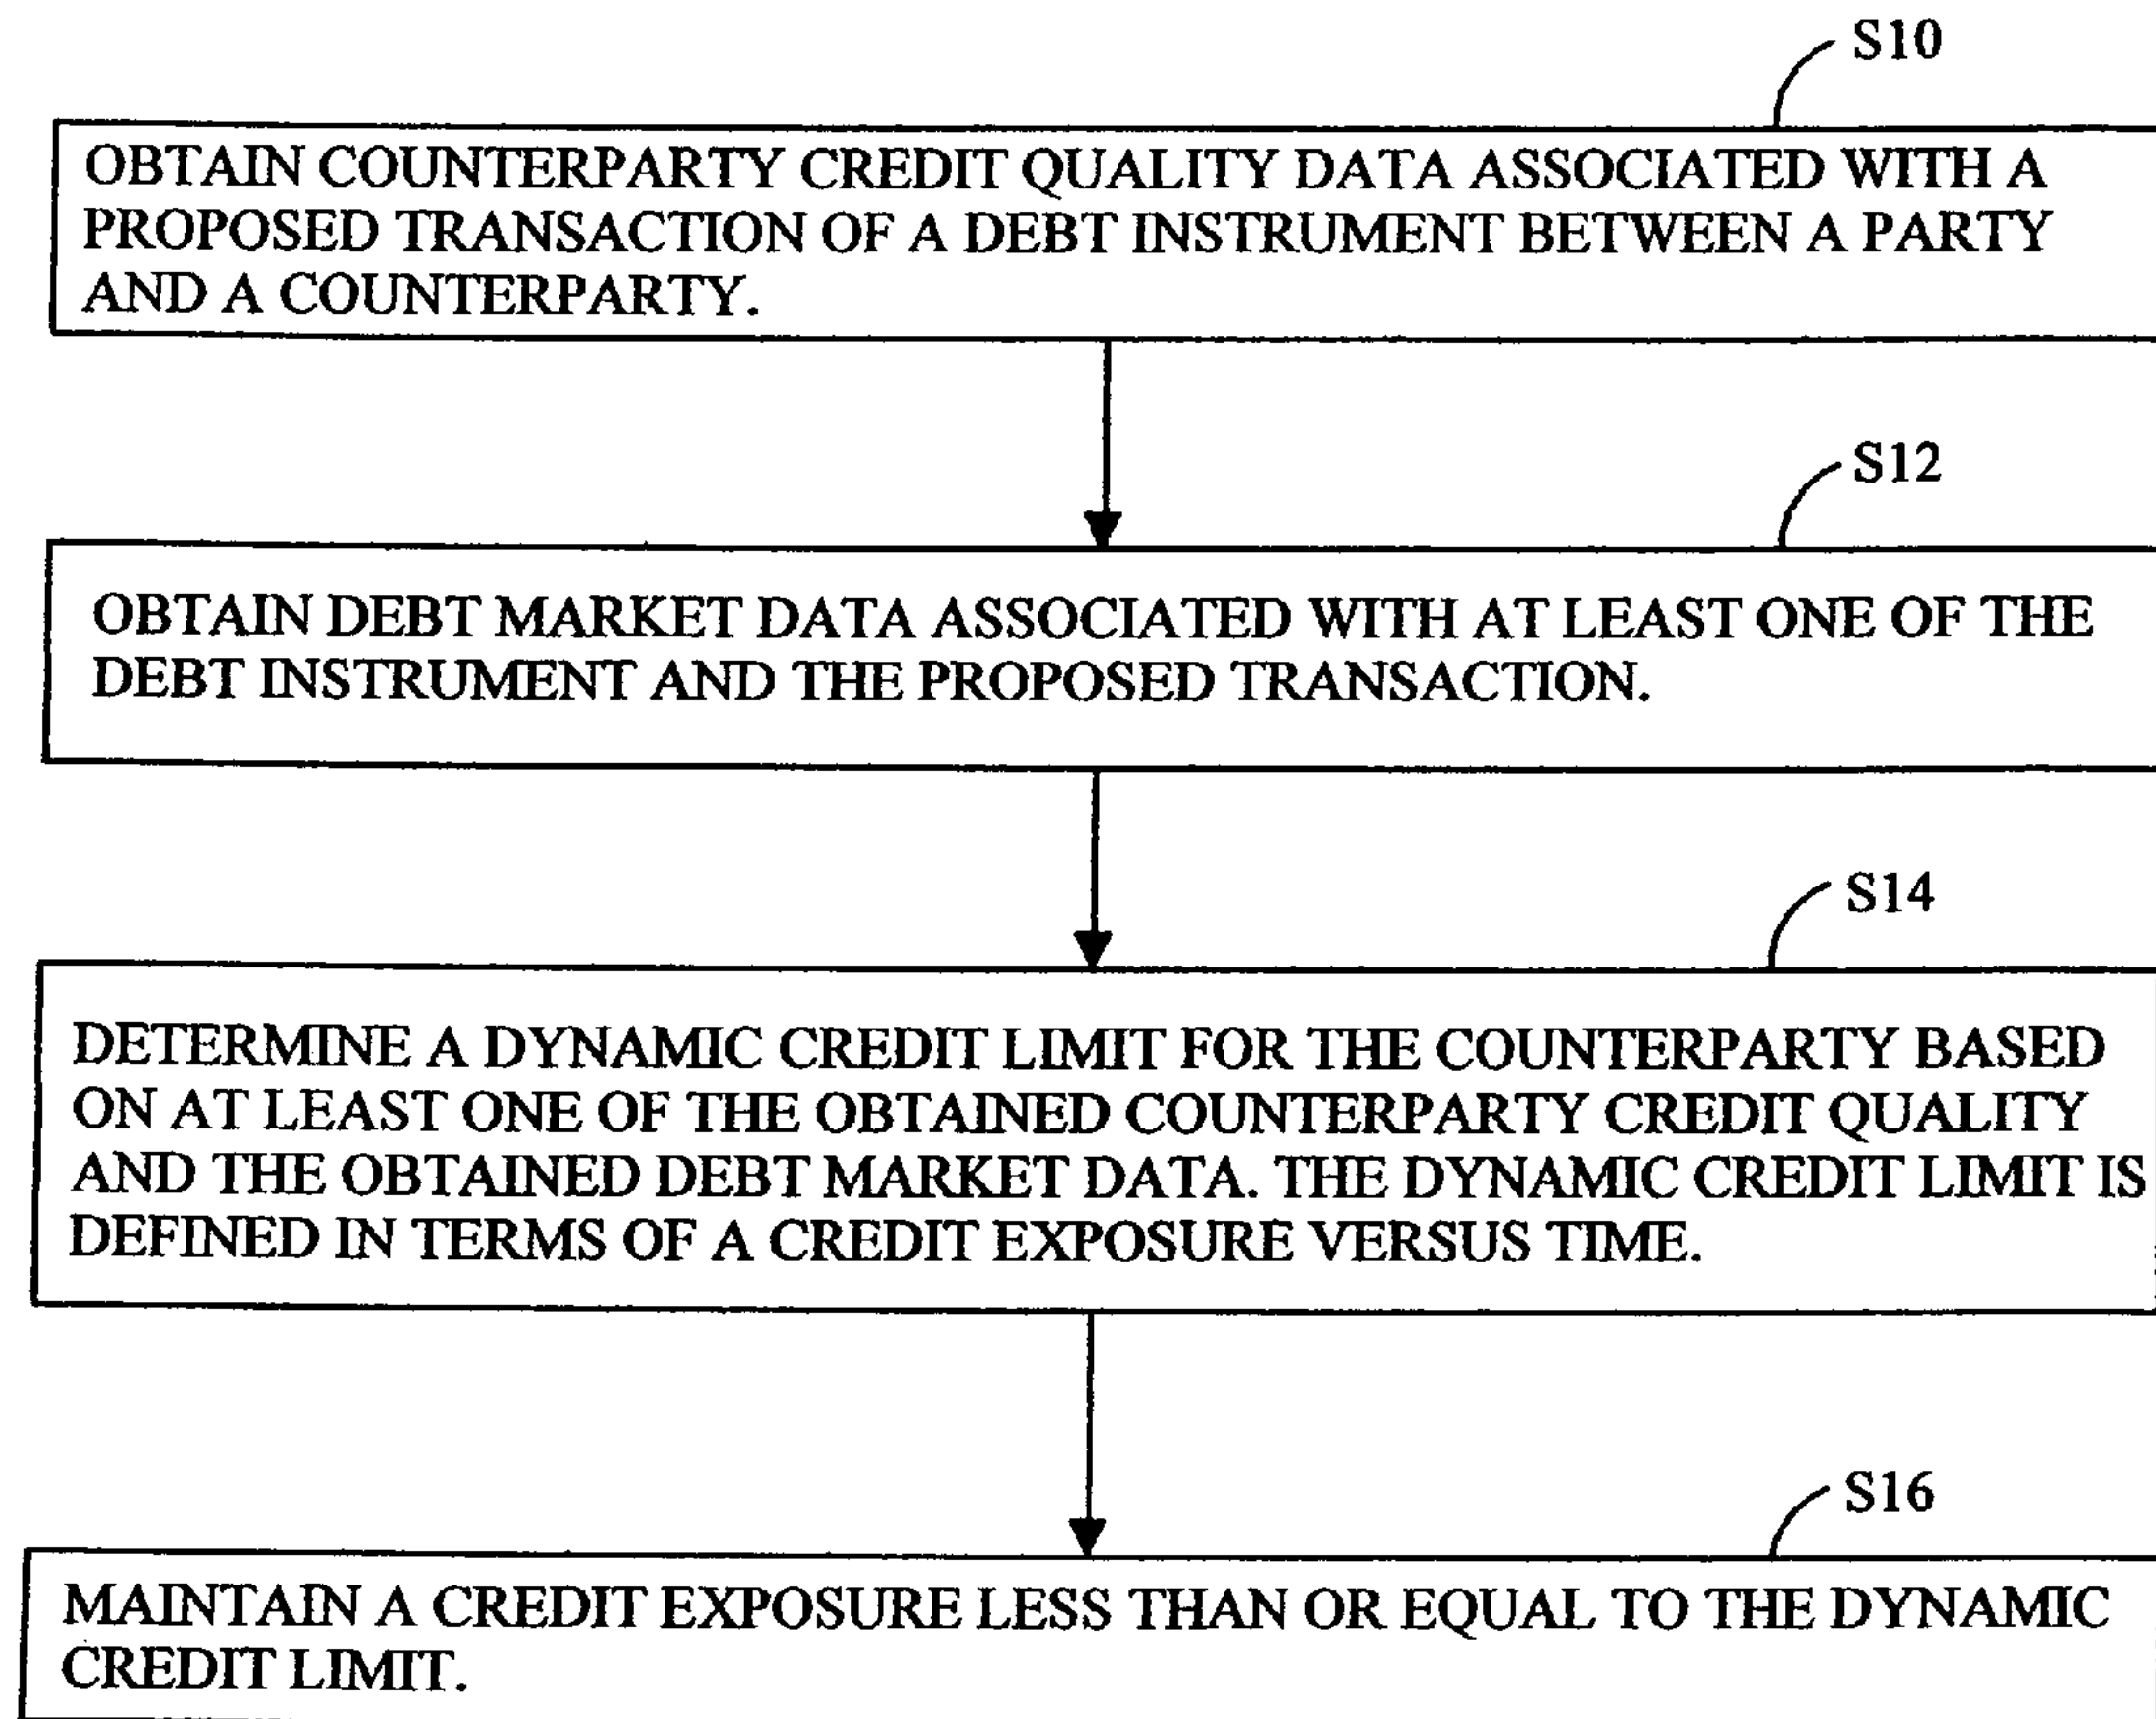 S10
OBTAIN COUNTERPARTY CREDIT QUALITY DATA ASSOCIATED WITH A
PROPOSED TRANSACTION OF A DEBT INSTRUMENT BETWEEN A PARTY
AND A COUNTERPARTY.
S12
OBTAIN DEBT MARKET DATA ASSOCIATED WITH AT LEAST ONE OF THE
DEBT INSTRUMENT AND THE PROPOSED TRANSACTION.
S14
DETERMINE A DYNAMIC CREDIT LIMIT FOR THE COUNTERPARTY BASED
ON AT LEAST ONE OF THE OBTAINED COUNTERPARTY CREDIT QUALITY
AND THE OBTAINED DEBT MARKET DATA. THE DYNAMIC CREDIT LIMIT IS
DEFINED IN TERMS OF A CREDIT EXPOSURE VERSUS TIME.
S16
MAINTAIN A CREDIT EXPOSURE LESS THAN OR EQUAL TO THE DYNAMIC
CREDIT LIMIT.